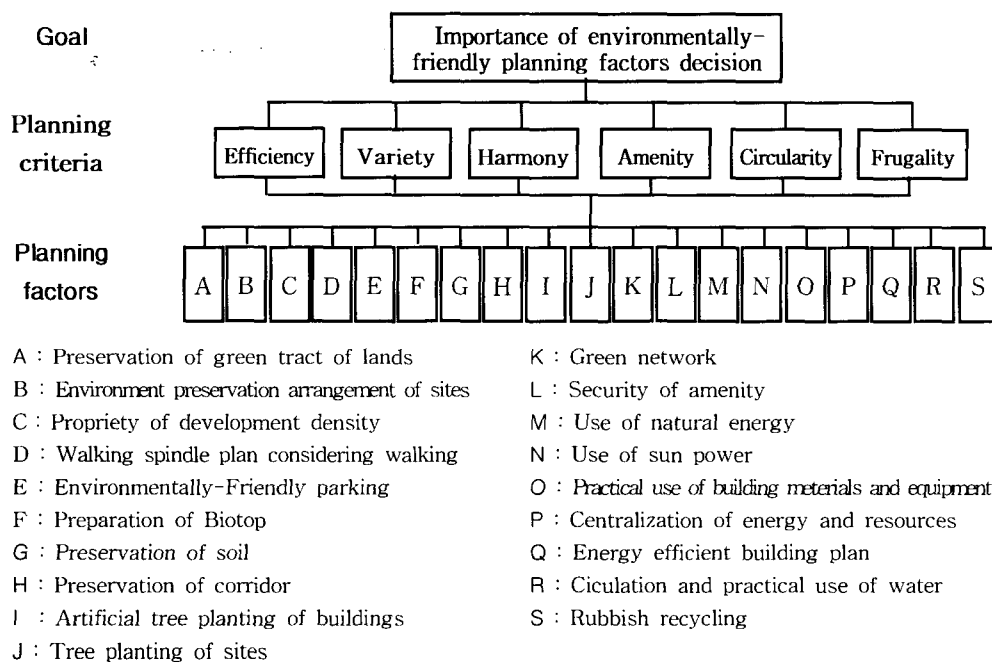 Goal
Importance of environmentally-
friendly planning factors decision
Planning
criteria
Efficiency Variety Harmony Amenity Circularity Frugality
Planning
factors
A B C D E F G H I J K L M N O P Q R S
A : Preservation of green tract of lands
B : Environment preservation arrangement of sites
C : Propriety of development density
D : Walking spindle plan considering walking
E : Environmentally-Friendly parking
F : Preparation of Biotop
G : Preservation of soil
H : Preservation of corridor
I : Artificial tree planting of buildings
J : Tree planting of sites
K : Green network
L : Security of amenity
M : Use of natural energy
N : Use of sun power
O : Practical use of building meterials and equipment
P : Centralization of energy and resources
Q : Energy efficient building plan
R : Ciculation and practical use of water
S : Rubbish recycling